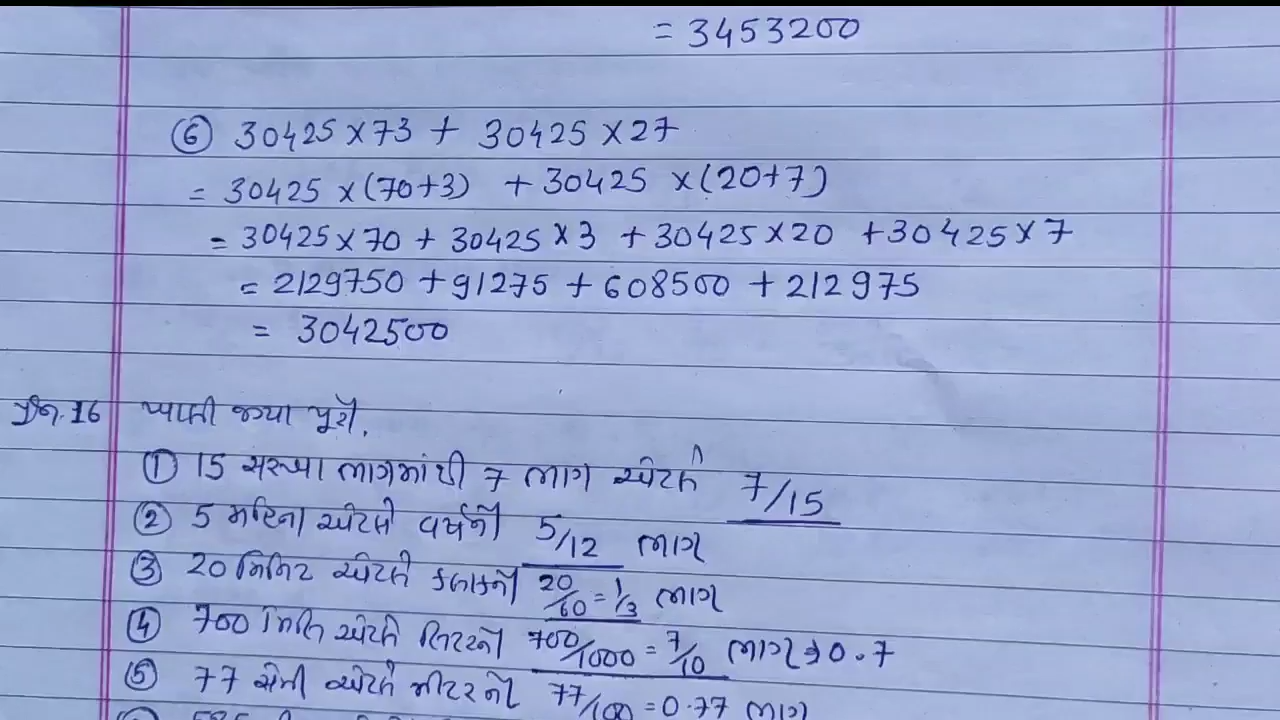 = 3453200
⑥ 30425 × 73 + 30425 × 27
= 30425 × (70+3) + 30425 × (20+7)
= 30425 × 70 + 30425 × 3 + 30425 × 20 + 30425 × 7
= 2129750 + 91275 + 608500 + 212975
= 3042500
પ્રશ્ન.16 ખાલી જગ્યા પૂરો.
① 15 સરખા ભાગમાંથી 7 ભાગ એટલે 7/15
② 5 મહિના એટલે વર્ષનો 5/12 ભાગ
③ 20 મિનિટ એટલે કલાકનો 20/60 = 1/3 ભાગ
④ 700 મિલિ એટલે લિટરનો 700/1000 = 7/10 ભાગ → 0.7
⑤ 77 સેમી એટલે મીટરનો 77/100 = 0.77 ભાગ